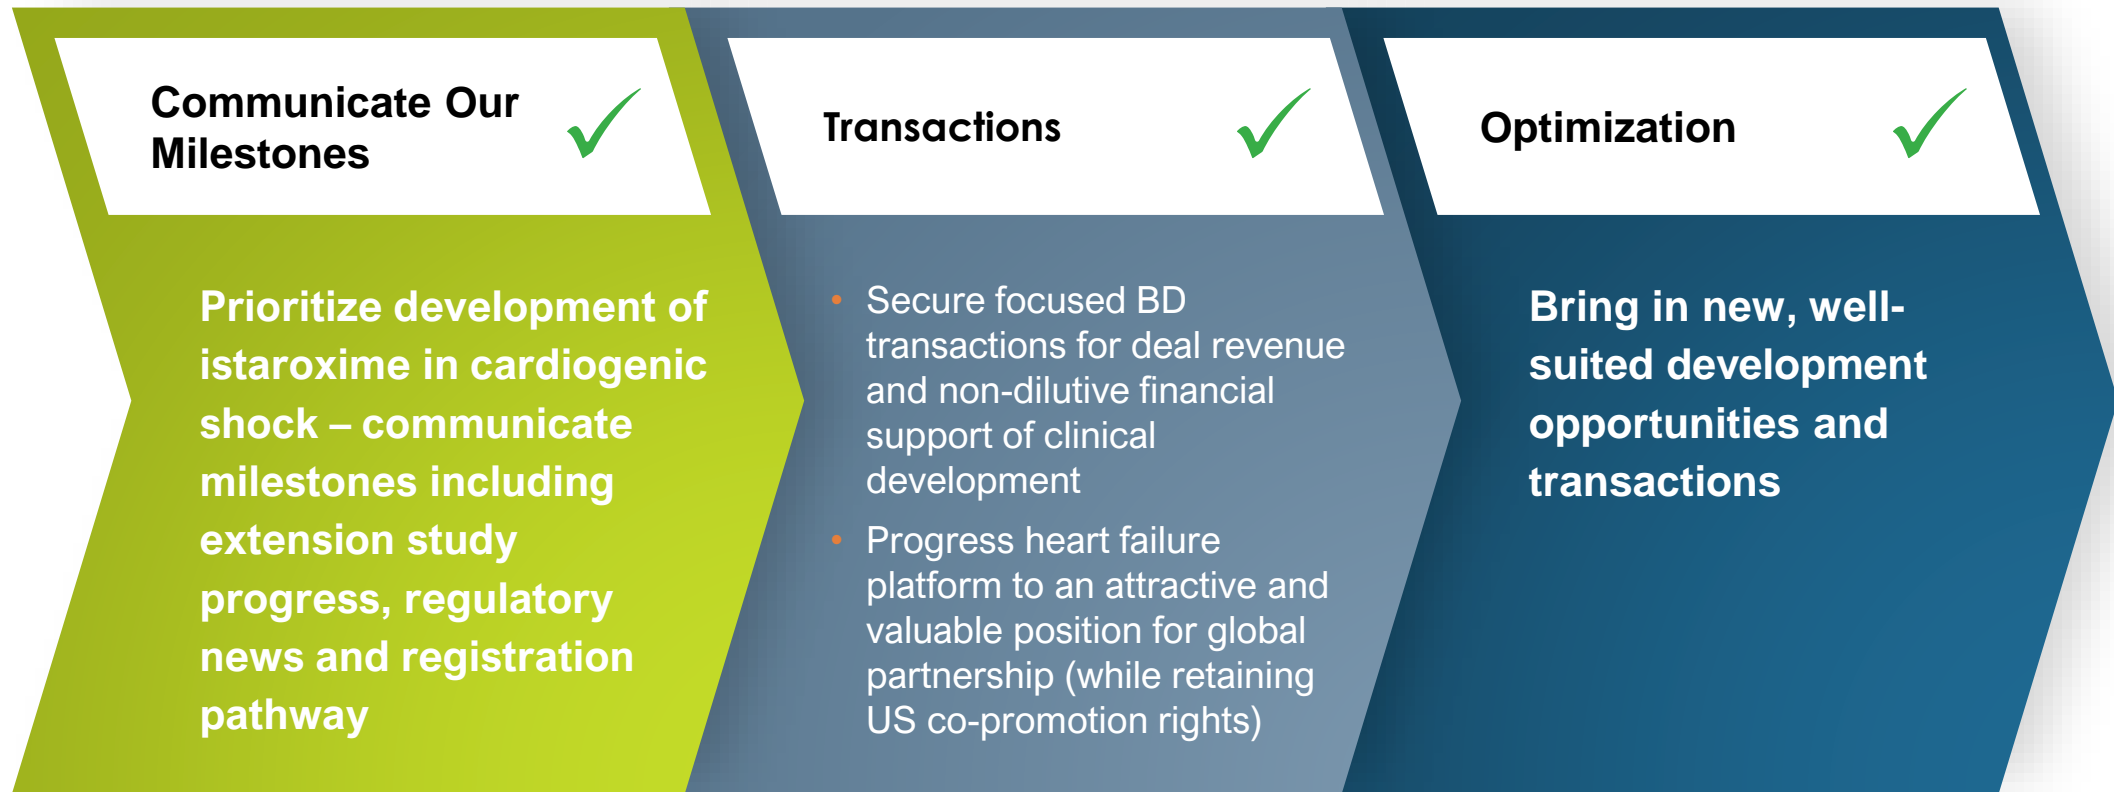 Communicate Our
Milestones
Prioritize development of
istaroxime in cardiogenic
shock – communicate
milestones including
extension study
progress, regulatory
news and registration
pathway
Transactions
• Secure focused BD
transactions for deal revenue
and non-dilutive financial
support of clinical
development
• Progress heart failure
platform to an attractive and
valuable position for global
partnership (while retaining
US co-promotion rights)
Optimization
Bring in new, well-
suited development
opportunities and
transactions